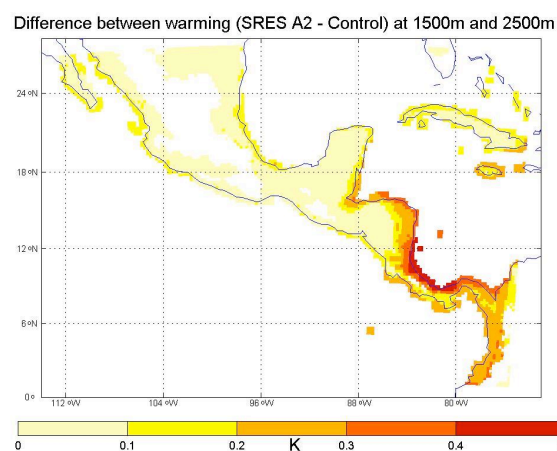 Difference between warming (SRES A2 - Control) at 1500m and 2500m
24°N
18°N
12°N
6°N
0°
112°W 104°W 96°W 88°W 80°W
0 0.1 0.2 0.3 0.4
K